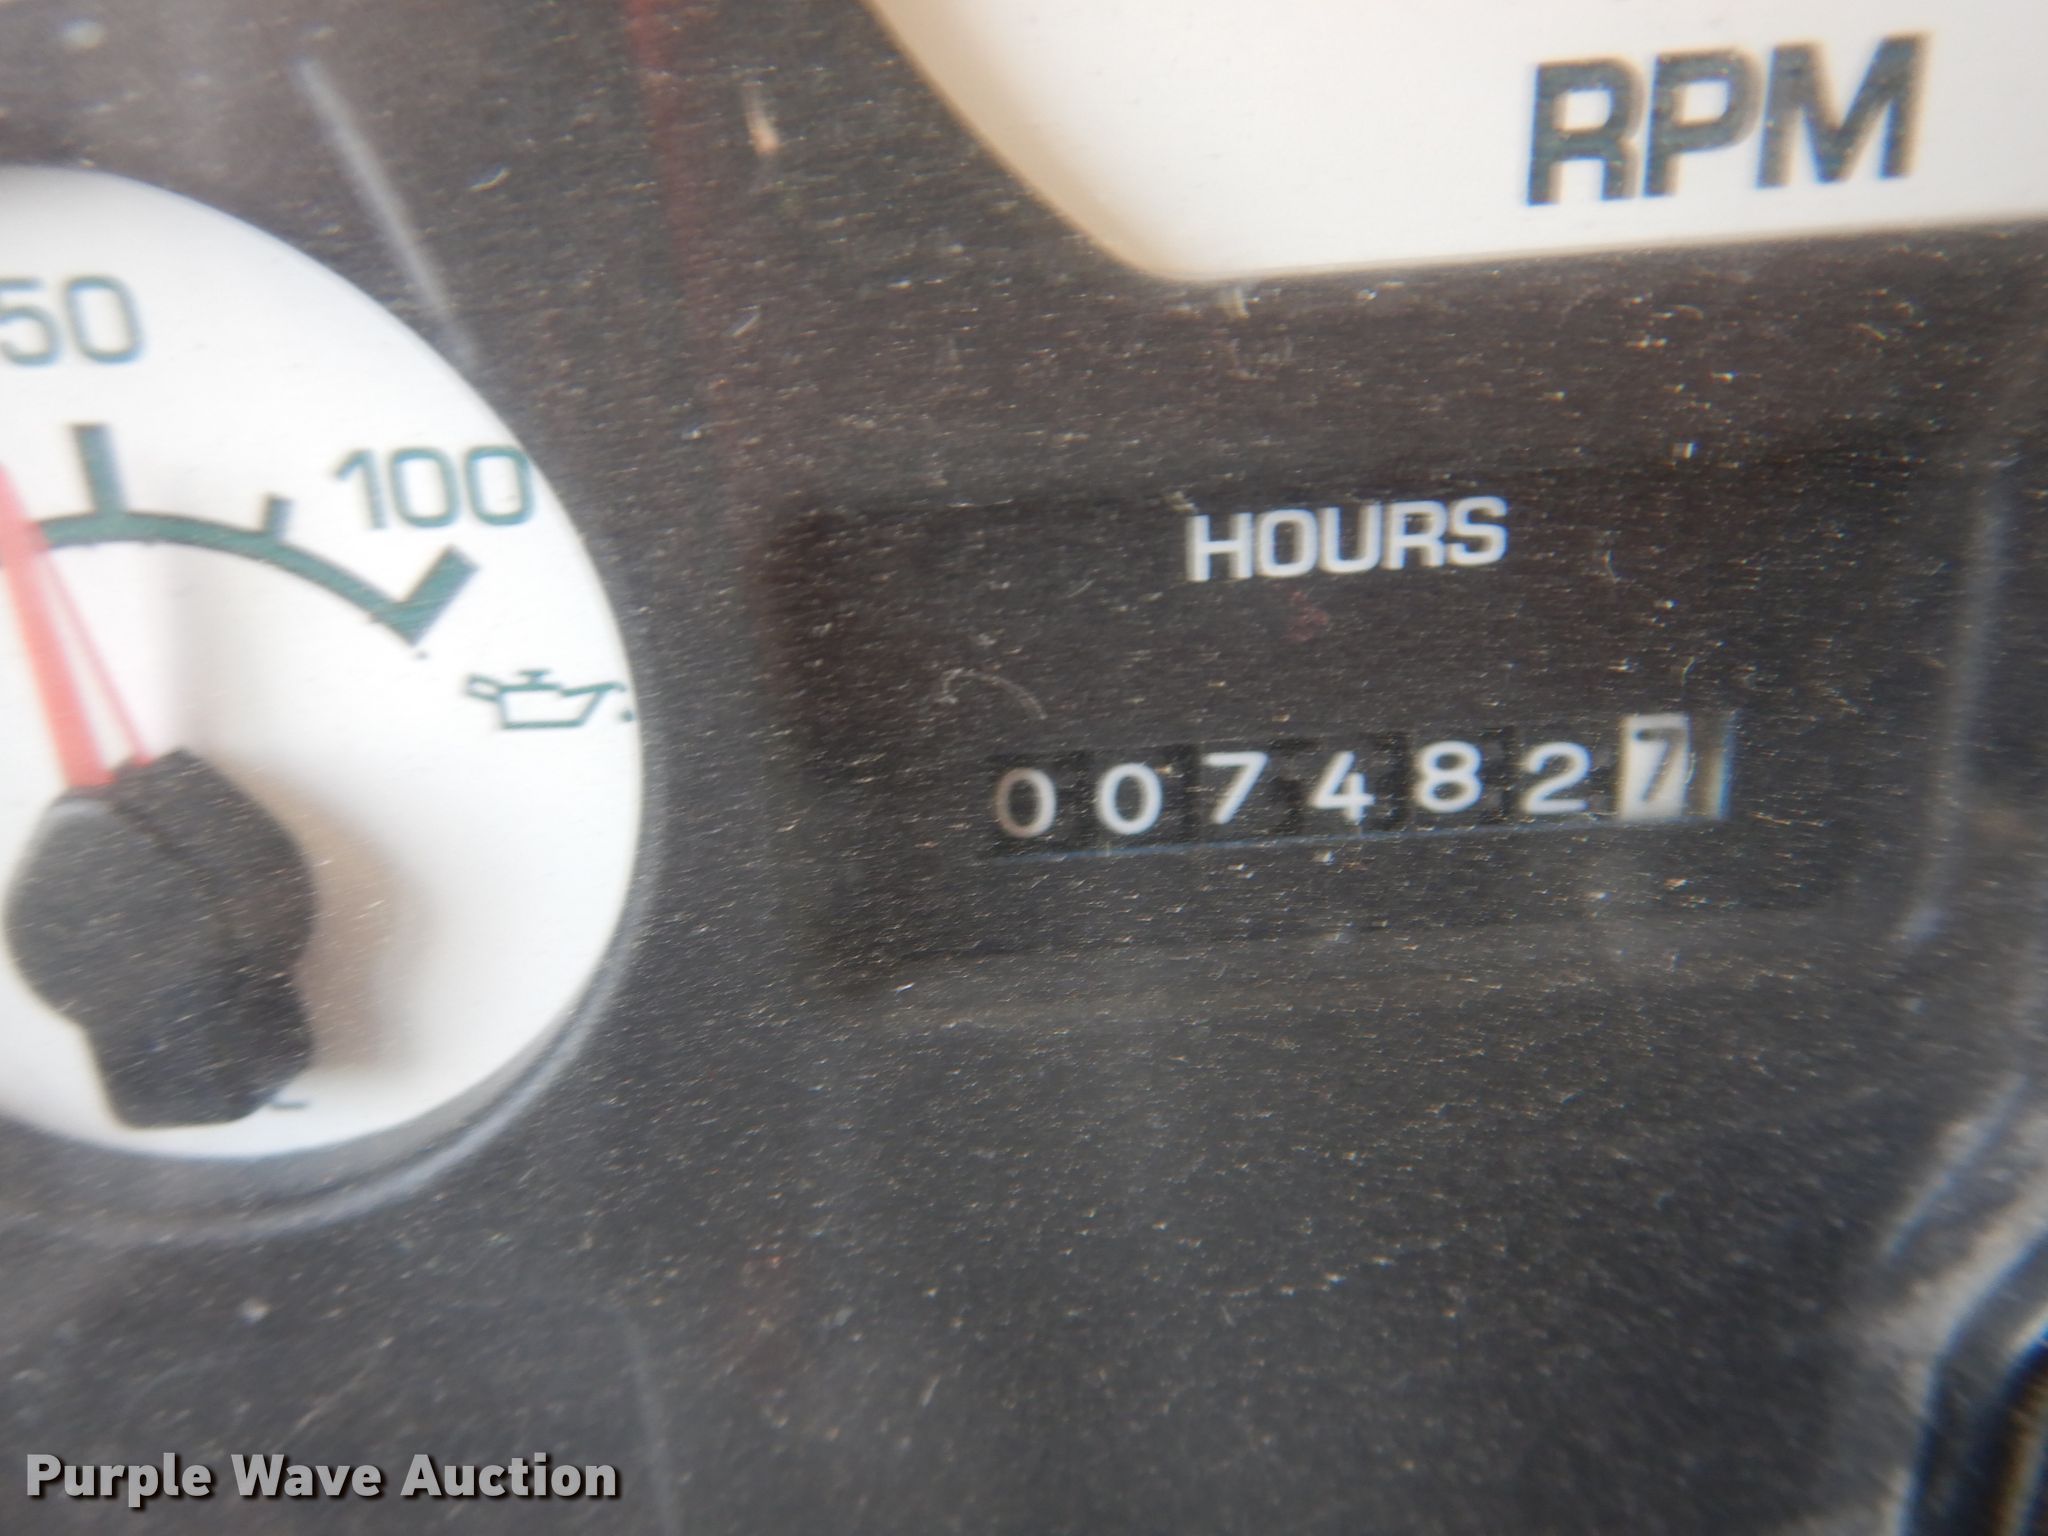 RPM
50
100
HOURS
0074827
Purple Wave Auction